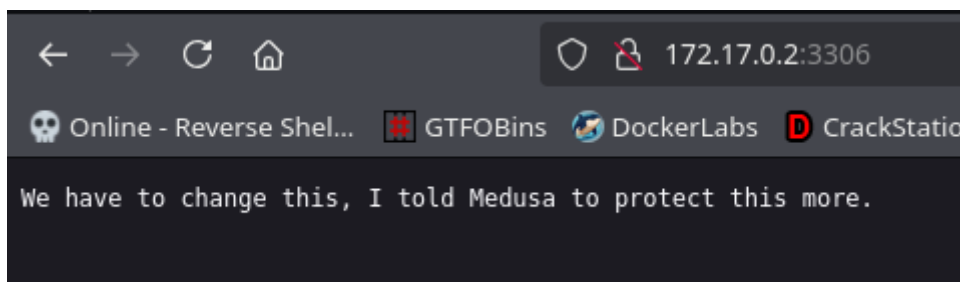 172.17.0.2:3306
Online - Reverse Shel... GTFOBins DockerLabs D CrackStatio
We have to change this, I told Medusa to protect this more.